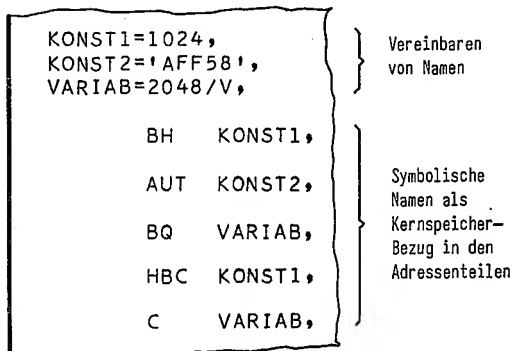 KONST1=1024,
KONST2='AFF58',
VARIAB=2048/V,
Vereinbaren
von Namen
BH KONST1,
AUT KONST2,
BQ VARIAB,
HBC KONST1,
C VARIAB,
Symbolische
Namen als
Kernspeicher-
Bezug in den
Adressenteilen